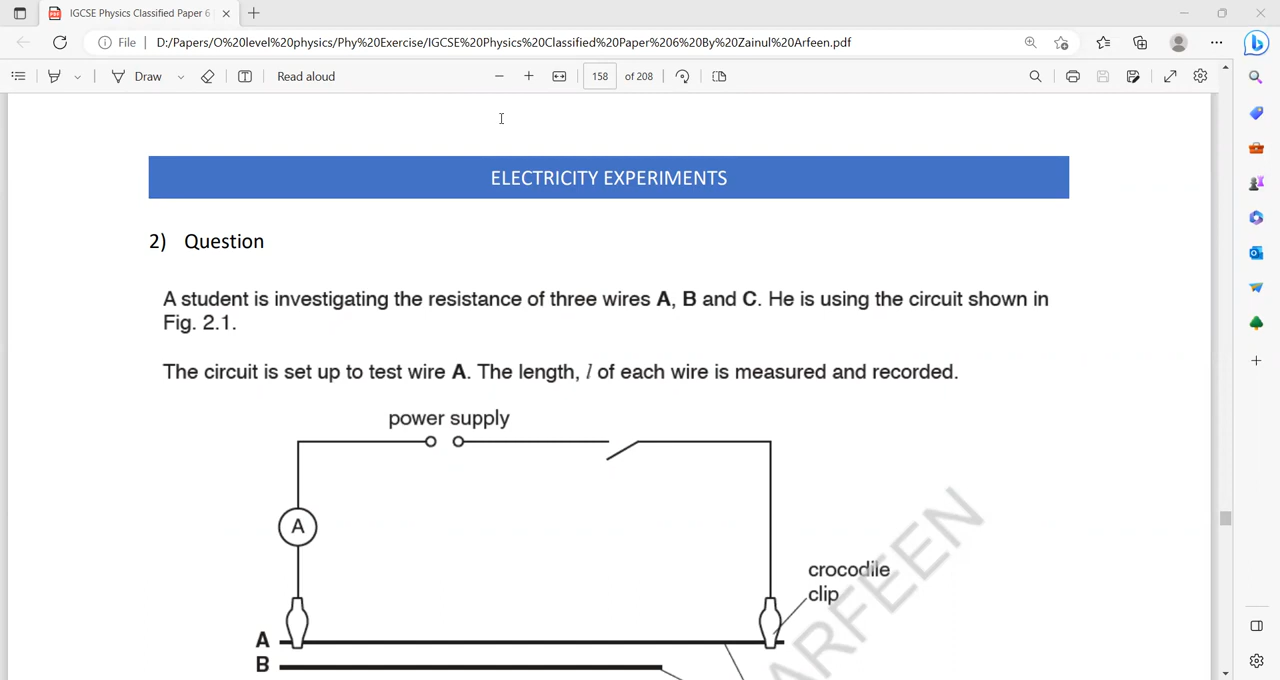 IGCSE Physics Classified Paper 6
File D:/Papers/O%20level%20physics/Phy%20Exercise/IGCSE%20Physics%20Classified%20Paper%206%20By%20Zainul%20Arfeen.pdf
Draw Read aloud 158 of 208
ELECTRICITY EXPERIMENTS
2) Question
A student is investigating the resistance of three wires A, B and C. He is using the circuit shown in
Fig. 2.1.
The circuit is set up to test wire A. The length, l of each wire is measured and recorded.
power supply
A
crocodile
clip
A
B
ARFEEN